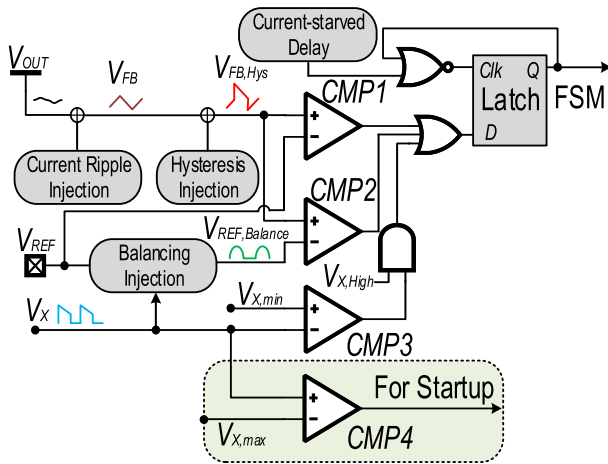 Current-starved
Delay
V_OUT
V_FB
V_FB,Hys
CMP1
Clk
Q
Latch
D
FSM
Current Ripple
Injection
Hysteresis
Injection
CMP2
V_REF
Balancing
Injection
V_REF,Balance
V_X,High
V_X
V_X,min
CMP3
For Startup
V_X,max
CMP4
+
−
+
−
+
−
+
−